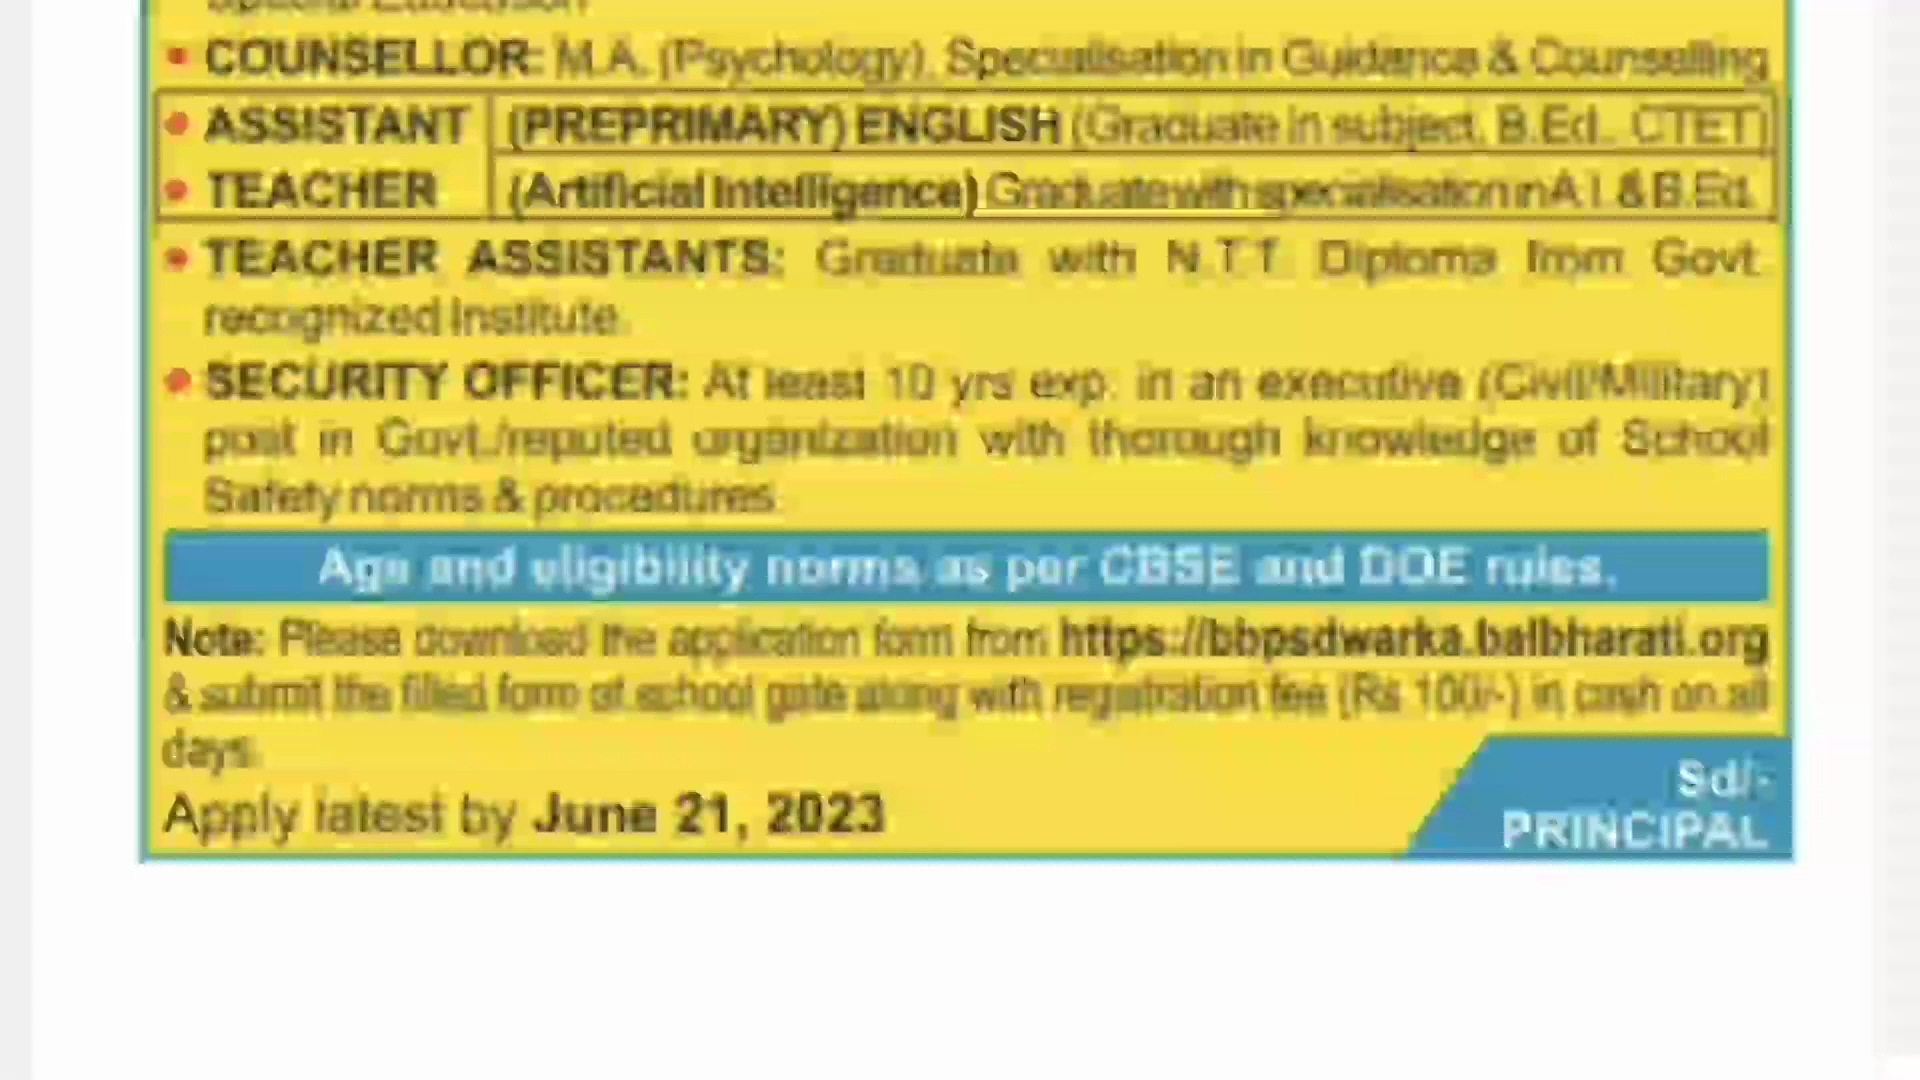 Special Education
• COUNSELLOR: M.A. (Psychology), Specialisation in Guidance & Counselling
• ASSISTANT (PREPRIMARY) ENGLISH (Graduate in subject, B.Ed., CTET)
• TEACHER (Artificial Intelligence) Graduate with specialisation in A.I. & B.Ed.
• TEACHER ASSISTANTS: Graduate with N.T.T. Diploma from Govt.
recognized Institute.
• SECURITY OFFICER: At least 10 yrs exp. in an executive (Civil/Military)
post in Govt./reputed organization with thorough knowledge of School
Safety norms & procedures.
Age and eligibility norms as per CBSE and DOE rules.
Note: Please download the application form from https://bbpsdwarka.balbharati.org
& submit the filled form at school gate along with registration fee (Rs 100/-) in cash on all
days.
Apply latest by June 21, 2023
Sd/-
PRINCIPAL